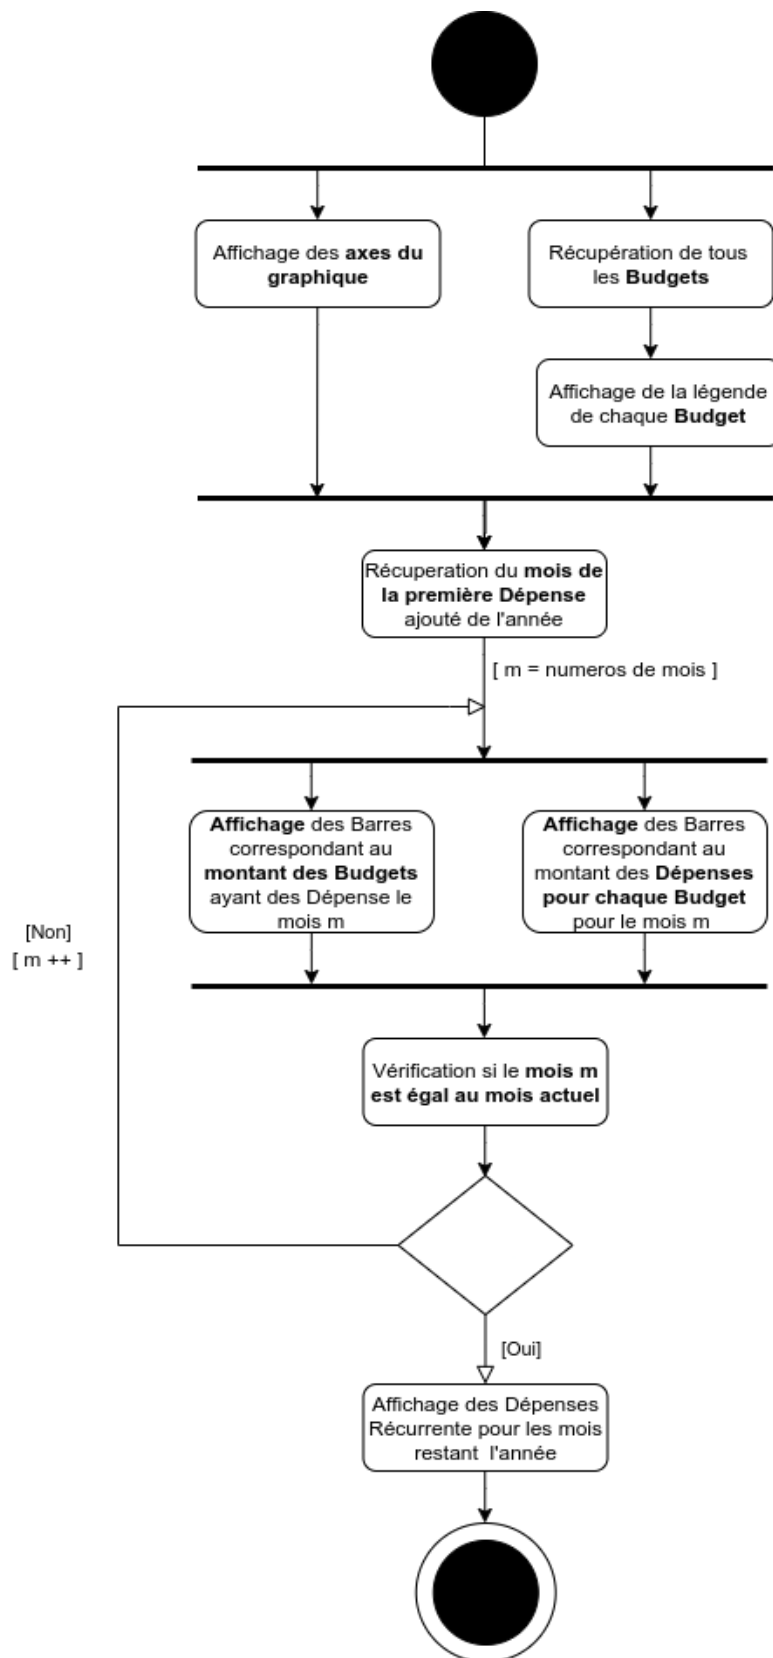 Affichage des axes du
graphique
Récupération de tous
les Budgets
Affichage de la légende
de chaque Budget
Récuperation du mois de
la première Dépense
ajouté de l'année
[ m = numeros de mois ]
Affichage des Barres
correspondant au
montant des Budgets
ayant des Dépense le
mois m
Affichage des Barres
correspondant au
montant des Dépenses
pour chaque Budget
pour le mois m
[Non]
[ m ++ ]
Vérification si le mois m
est égal au mois actuel
[Oui]
Affichage des Dépenses
Récurrente pour les mois
restant l'année